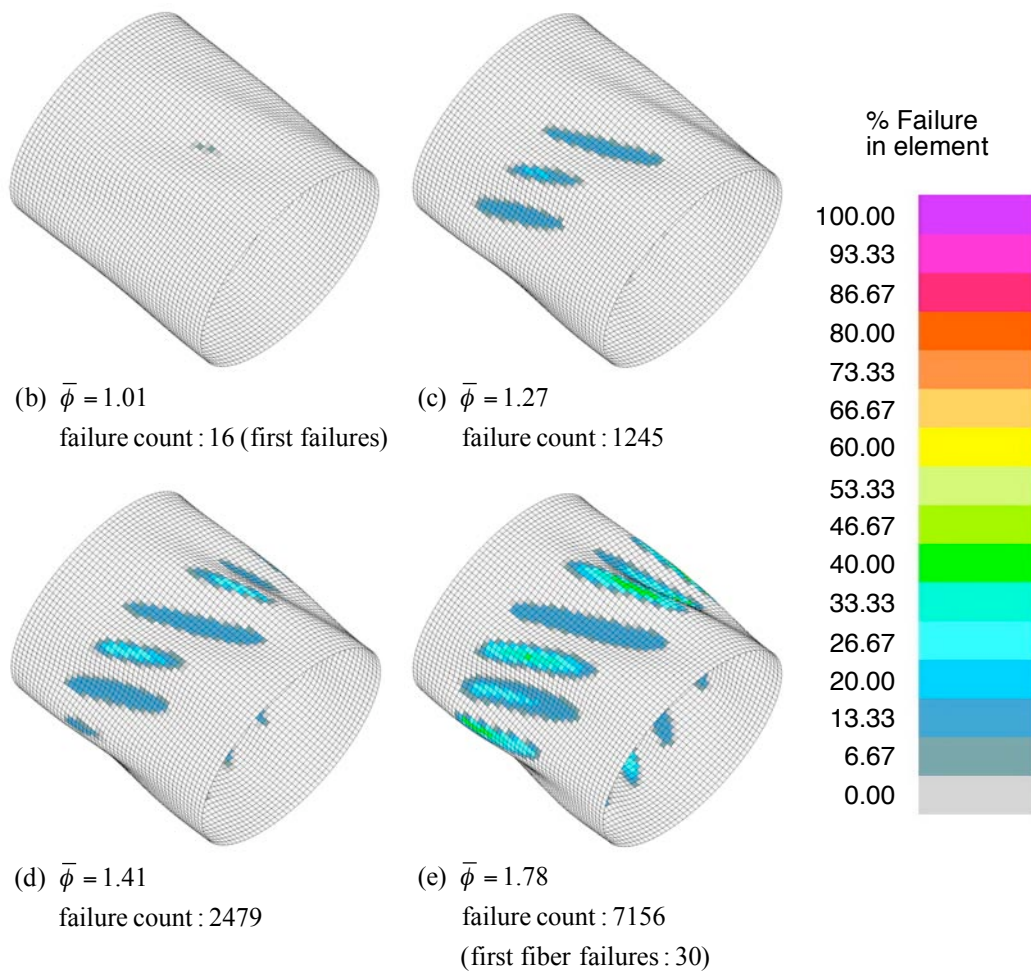 (b) ϕ̅ = 1.01
failure count : 16 (first failures)
(c) ϕ̅ = 1.27
failure count : 1245
(d) ϕ̅ = 1.41
failure count : 2479
(e) ϕ̅ = 1.78
failure count : 7156
(first fiber failures : 30)
% Failure
in element
100.00
93.33
86.67
80.00
73.33
66.67
60.00
53.33
46.67
40.00
33.33
26.67
20.00
13.33
6.67
0.00